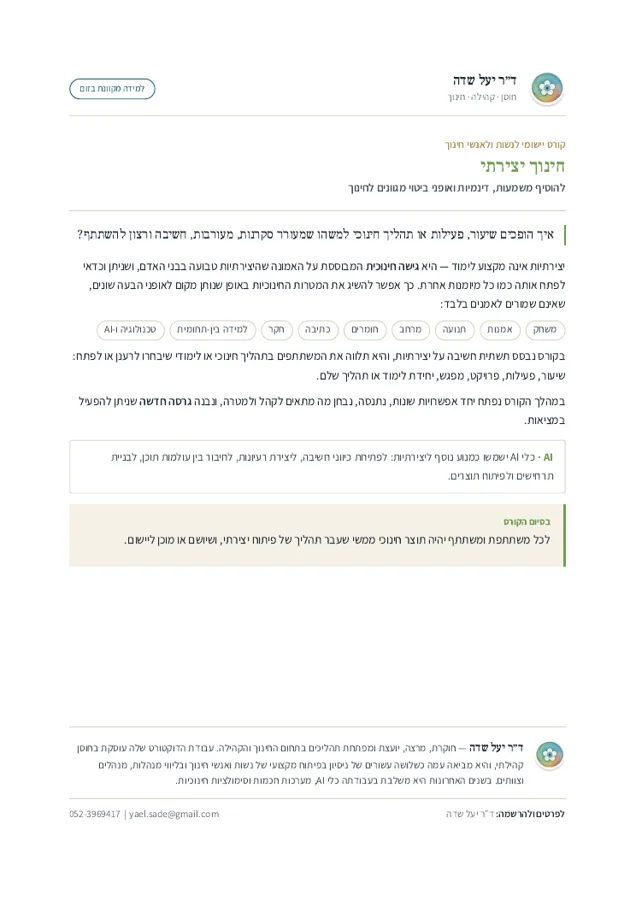 ד״ר יעל שדה
חוסן · קהילה · חינוך
למידה מקוונת בזום
קורס יישומי לנשות ולאנשי חינוך
חינוך יצירתי
להוסיף משמעות, דינמיות ואופני ביטוי מגוונים לחינוך
איך הופכים שיעור, פעילות או תהליך חינוכי למשהו שמעורר סקרנות, מעורבות, חשיבה ורצון להשתתף?
יצירתיות אינה מקצוע לימוד — היא גישה חינוכית המבוססת על האמונה שהיצירתיות טבועה בבני האדם, ושניתן וכדאי
לפתח אותה כמו כל מיומנות אחרת. כך אפשר להשיג את המטרות החינוכיות באופן שנותן מקום לאופני הבעה שונים,
שאינם שמורים לאמנים בלבד:
משחק אמנות תנועה מרחב חומרים כתיבה חקר למידה בין-תחומית טכנולוגיה ו-AI
בקורס נבסס תשתית חשיבה על יצירתיות, והיא תלווה את המשתתפים בתהליך חינוכי או לימודי שיבחרו לרענן או לפתח:
שיעור, פעילות, פרויקט, מפגש, יחידת לימוד או תהליך שלם.
במהלך הקורס נפתח יחד אפשרויות שונות, נתנסה, נבחן מה מתאים לקהל ולמטרה, ונבנה גרסה חדשה שניתן להפעיל
במציאות.
AI · כלי AI ישמשו כמנוע נוסף ליצירתיות: לפתיחת כיווני חשיבה, ליצירת רעיונות, לחיבור בין עולמות תוכן, לבניית
תרחישים ולפיתוח תוצרים.
בסיום הקורס
לכל משתתפת ומשתתף יהיה תוצר חינוכי ממשי שעבר תהליך של פיתוח יצירתי, ושיושם או מוכן ליישום.
ד״ר יעל שדה — חוקרת, מרצה, יועצת ומפתחת תהליכים בתחום החינוך והקהילה. עבודת הדוקטורט שלה עוסקת בחוסן
קהילתי, והיא מביאה עמה כשלושה עשורים של ניסיון בפיתוח מקצועי של נשות ואנשי חינוך ובליווי מנהלות, מנהלים
וצוותים. בשנים האחרונות היא משלבת בעבודתה כלי AI, מערכות חכמות וסימולציות חינוכיות.
לפרטים ולהרשמה: ד״ר יעל שדה
052-3969417 | yael.sade@gmail.com